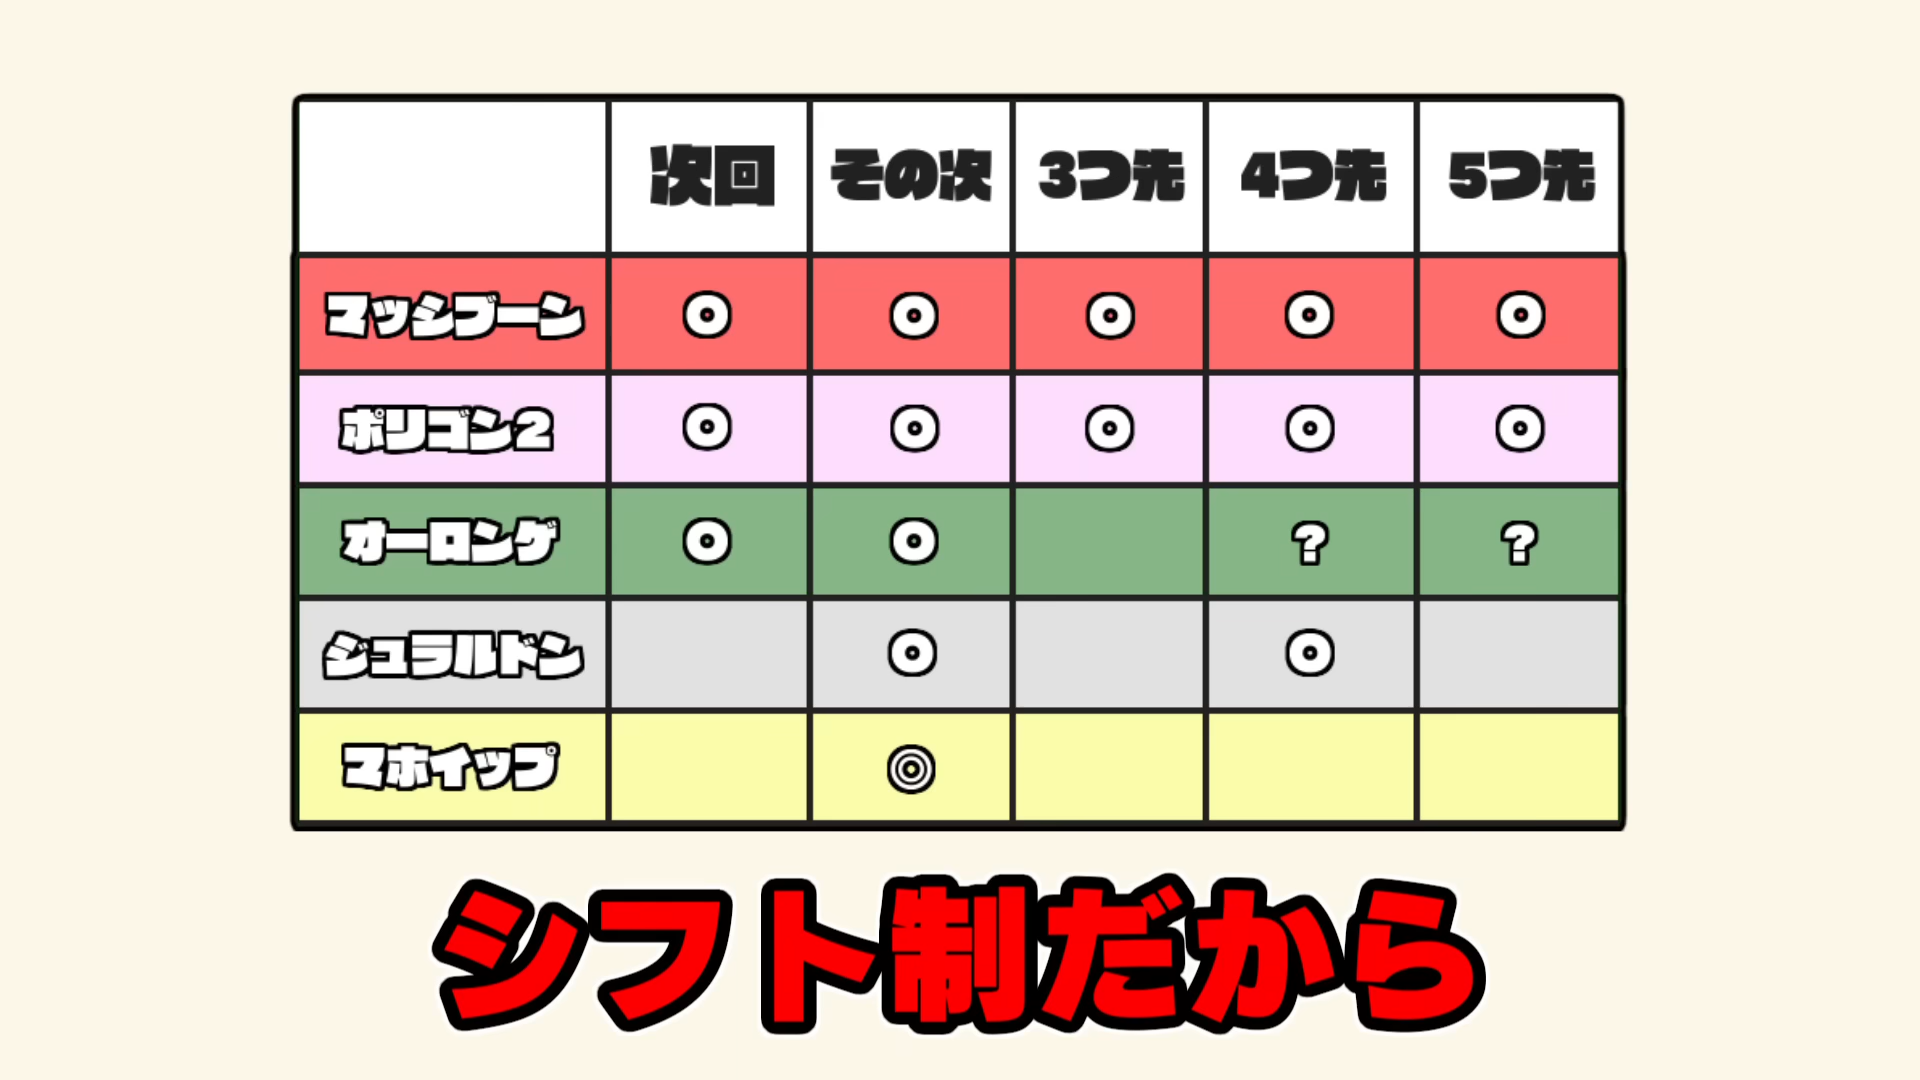 次回 その次 3つ先 4つ先 5つ先
マッシブーン ⊙ ⊙ ⊙ ⊙ ⊙
ポリゴン2 ⊙ ⊙ ⊙ ⊙ ⊙
オーロンゲ ⊙ ⊙ ? ?
ジュラルドン ⊙ ⊙
マホイップ ◎
シフト制だから